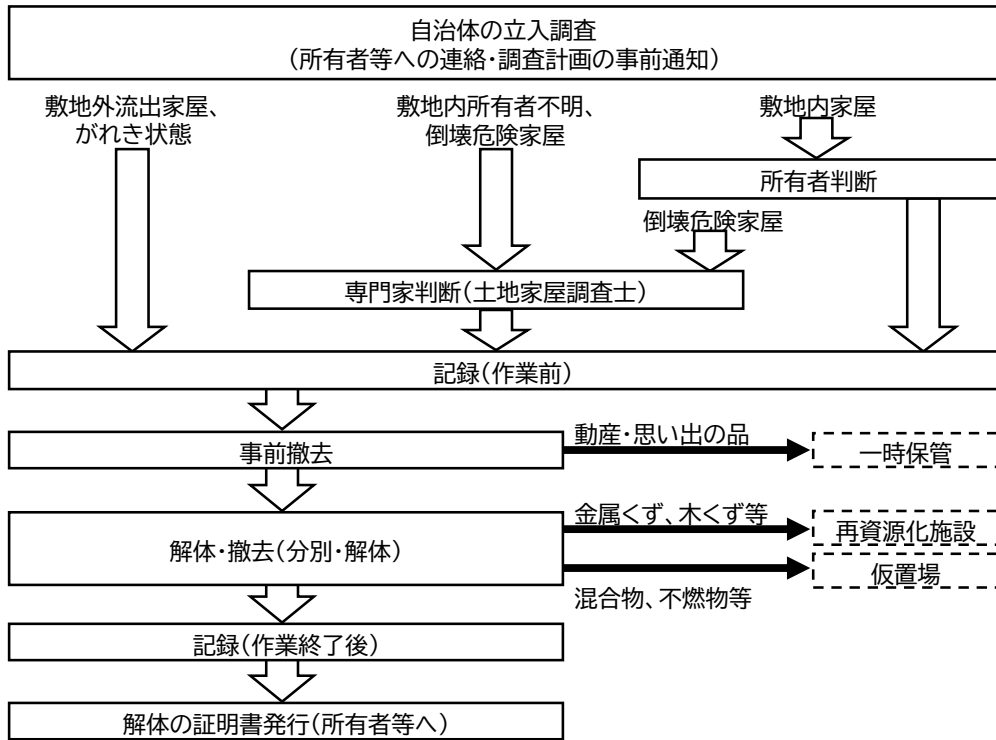 自治体の立入調査
(所有者等への連絡・調査計画の事前通知)
敷地外流出家屋、
がれき状態
敷地内所有者不明、
倒壊危険家屋
敷地内家屋
所有者判断
倒壊危険家屋
専門家判断(土地家屋調査士)
記録(作業前)
事前撤去
動産・思い出の品
一時保管
解体・撤去(分別・解体)
金属くず、木くず等
再資源化施設
仮置場
混合物、不燃物等
記録(作業終了後)
解体の証明書発行(所有者等へ)